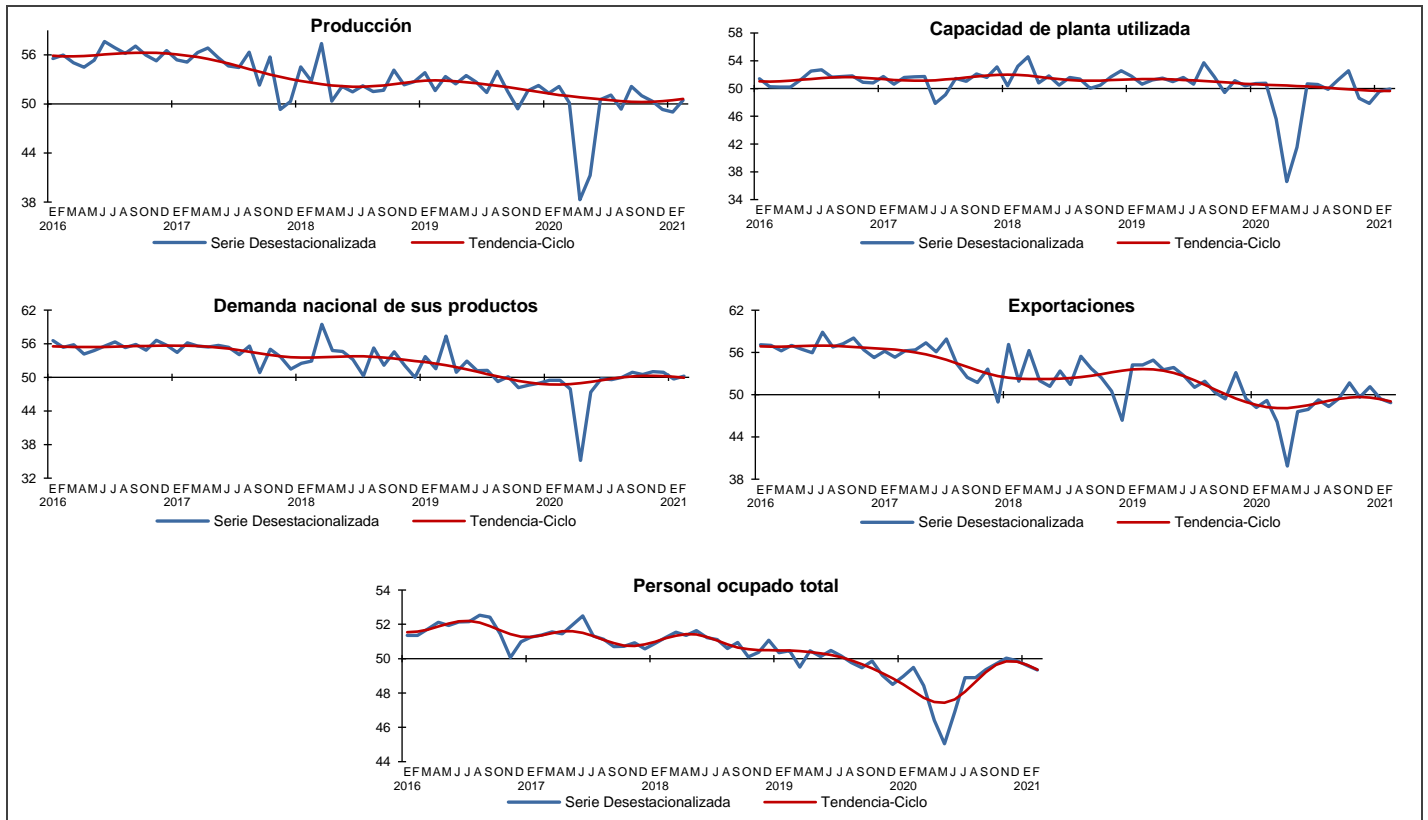 Producción
56
50
44
38
E F M A M J J A S O N D E F M A M J J A S O N D E F M A M J J A S O N D E F M A M J J A S O N D E F M A M J J A S O N D E F
2016 2017 2018 2019 2020 2021
Serie Desestacionalizada Tendencia-Ciclo
Capacidad de planta utilizada
58
54
50
46
42
38
34
E F M A M J J A S O N D E F M A M J J A S O N D E F M A M J J A S O N D E F M A M J J A S O N D E F M A M J J A S O N D E F
2016 2017 2018 2019 2020 2021
Serie Desestacionalizada Tendencia-Ciclo
Demanda nacional de sus productos
62
56
50
44
38
32
E F M A M J J A S O N D E F M A M J J A S O N D E F M A M J J A S O N D E F M A M J J A S O N D E F M A M J J A S O N D E F
2016 2017 2018 2019 2020 2021
Serie Desestacionalizada Tendencia-Ciclo
Exportaciones
62
56
50
44
38
E F M A M J J A S O N D E F M A M J J A S O N D E F M A M J J A S O N D E F M A M J J A S O N D E F M A M J J A S O N D E F
2016 2017 2018 2019 2020 2021
Serie Desestacionalizada Tendencia-Ciclo
Personal ocupado total
54
52
50
48
46
44
E F M A M J J A S O N D E F M A M J J A S O N D E F M A M J J A S O N D E F M A M J J A S O N D E F M A M J J A S O N D E F
2016 2017 2018 2019 2020 2021
Serie Desestacionalizada Tendencia-Ciclo